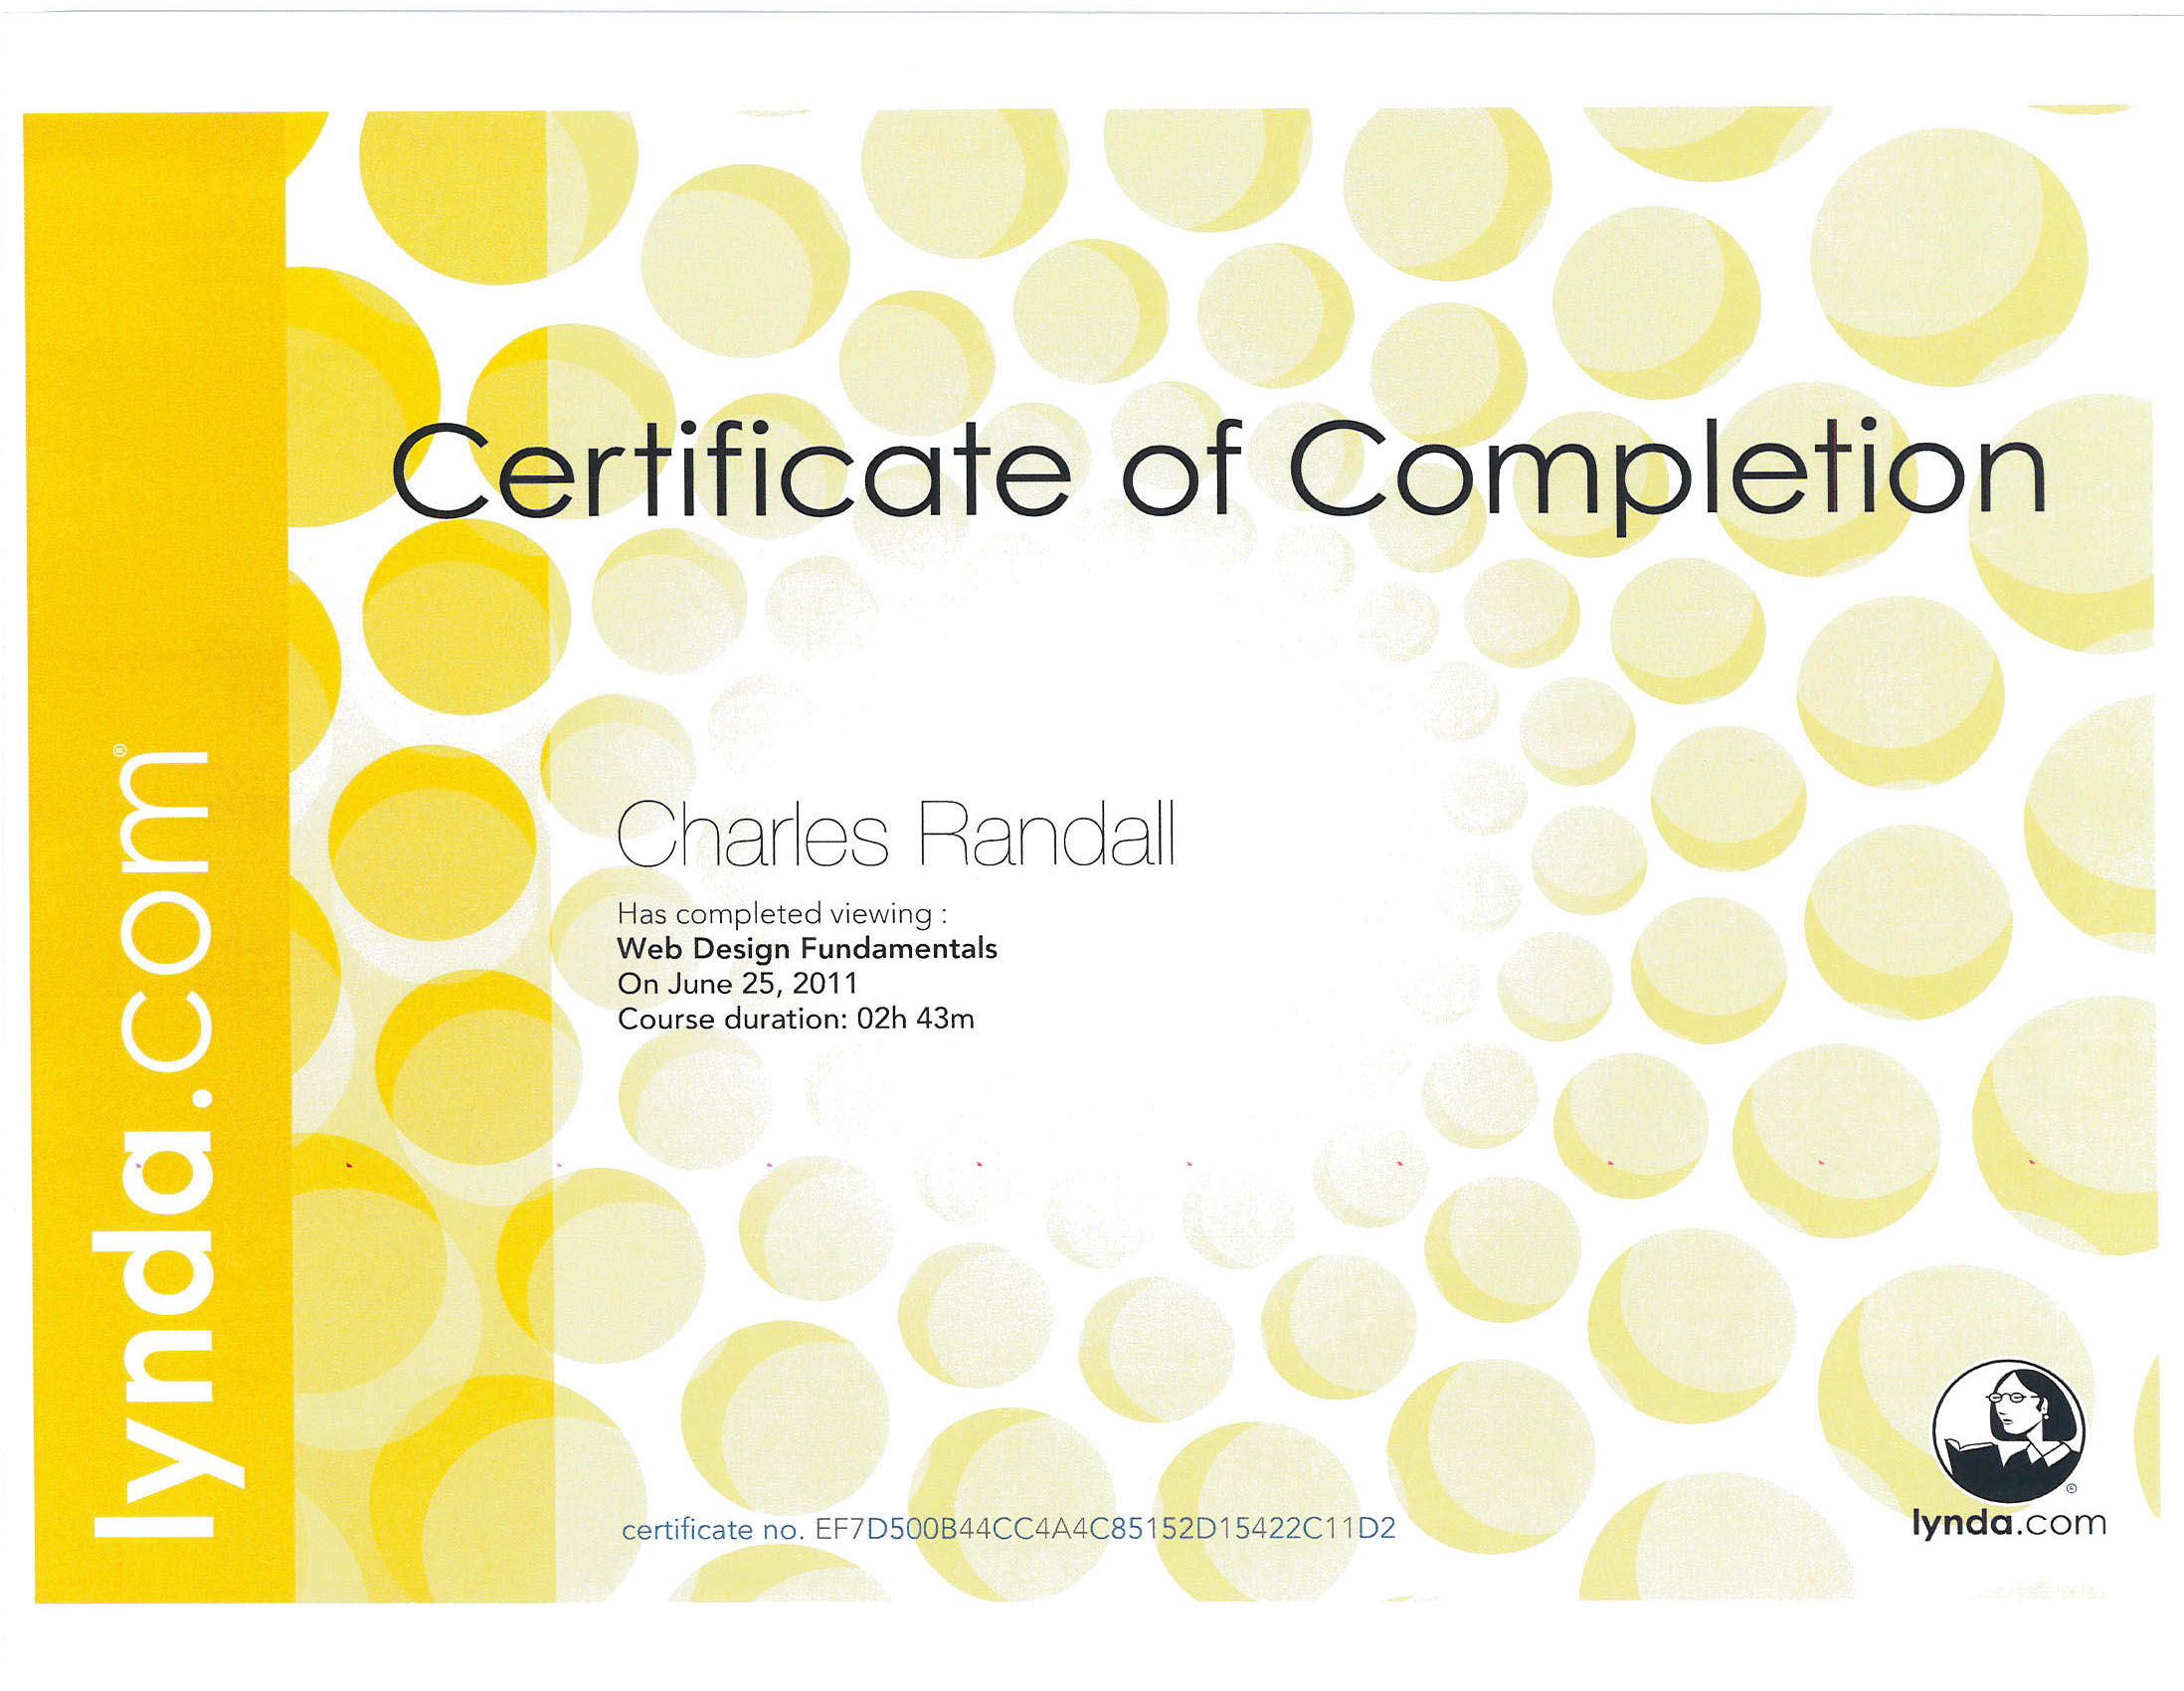 lynda.com®
Certificate of Completion
Charles Randall
Has completed viewing :
Web Design Fundamentals
On June 25, 2011
Course duration: 02h 43m
certificate no. EF7D500B44CC4A4C85152D15422C11D2
®
lynda.com